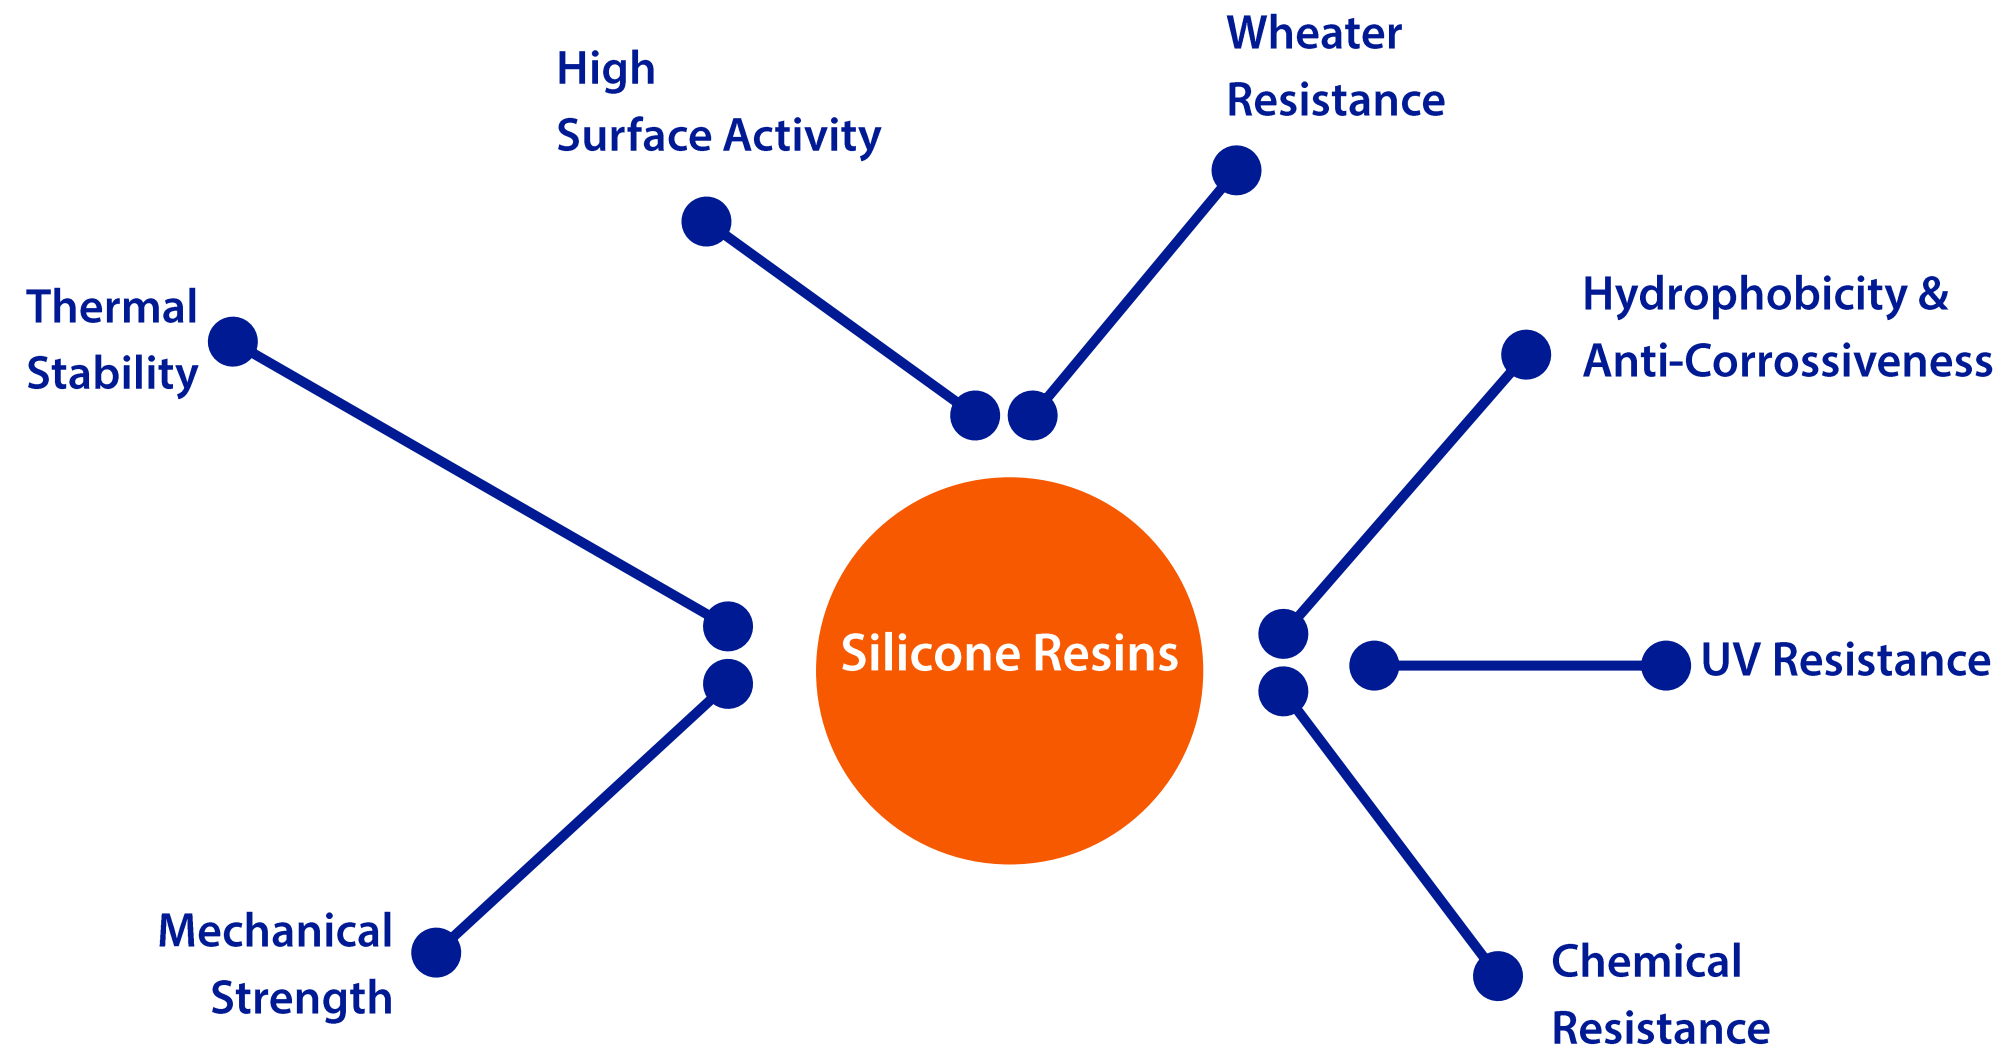 High
Surface Activity
Wheater
Resistance
Thermal
Stability
Hydrophobicity &
Anti-Corrossiveness
Silicone Resins
UV Resistance
Mechanical
Strength
Chemical
Resistance